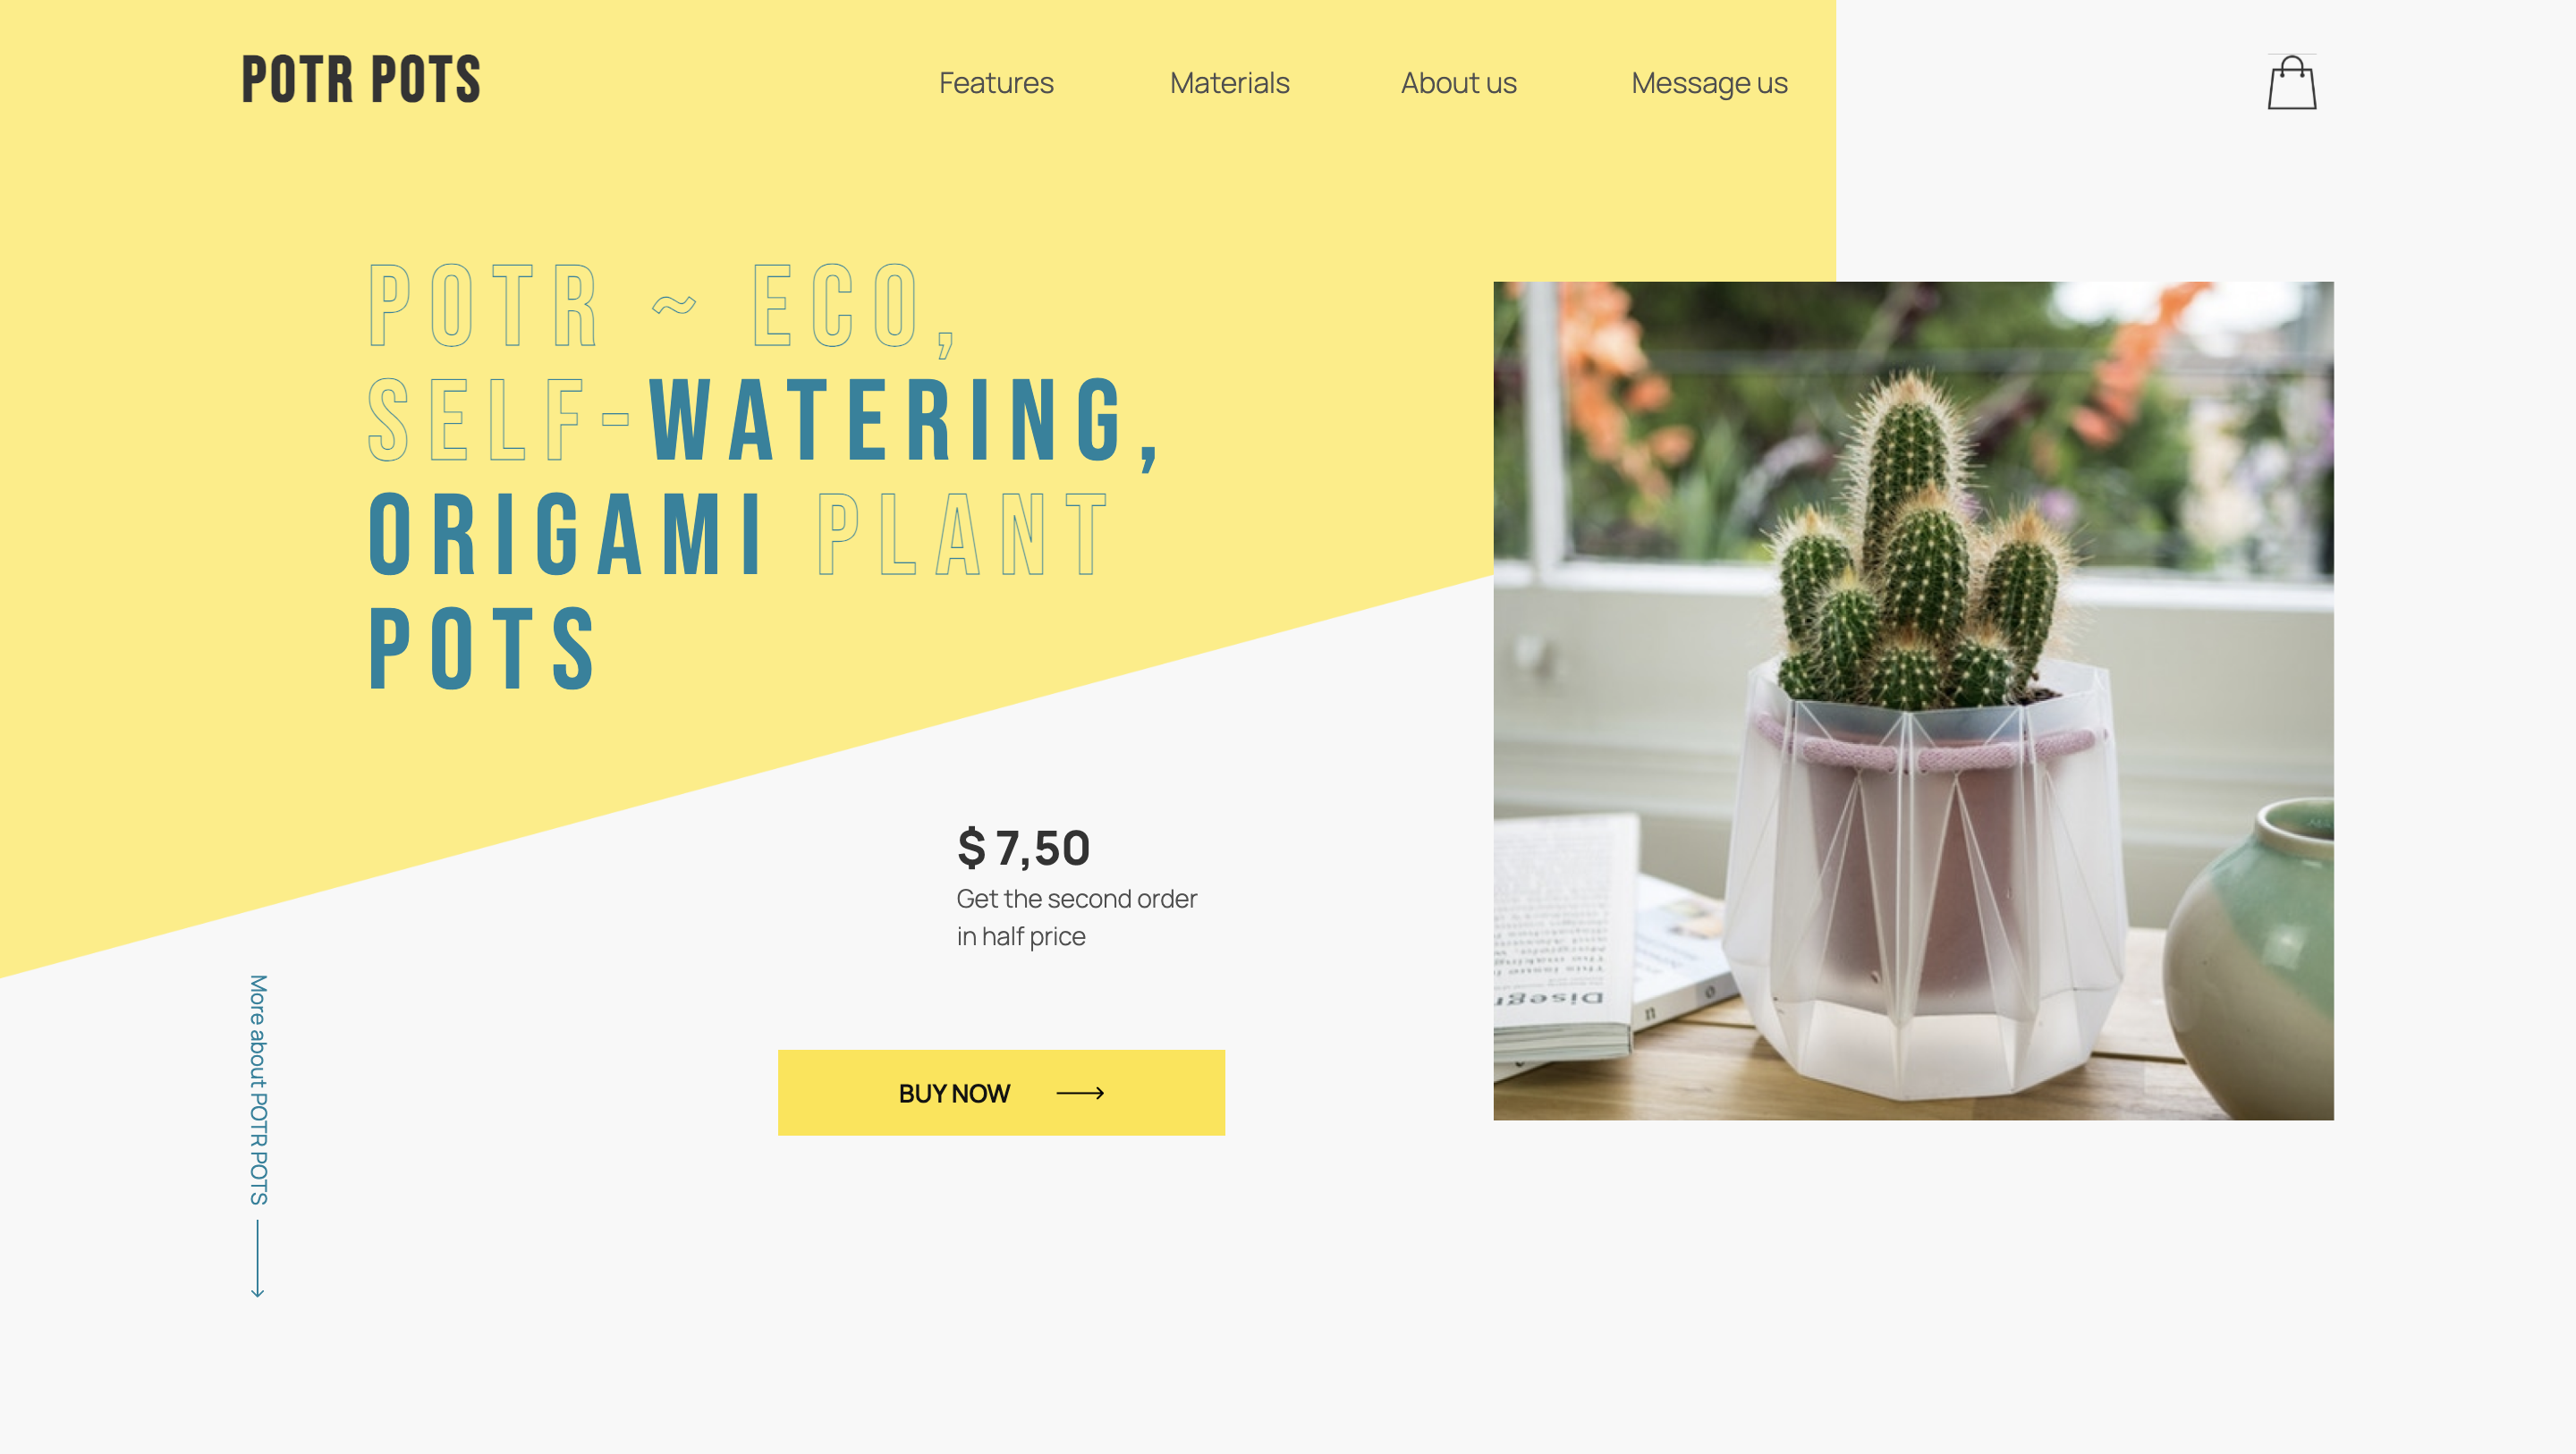 POTR POTS
Features
Materials
About us
Message us
POTR ~ ECO,
SELF-WATERING,
ORIGAMI PLANT
POTS
$ 7,50
Get the second order
in half price
BUY NOW
More about POTR POTS